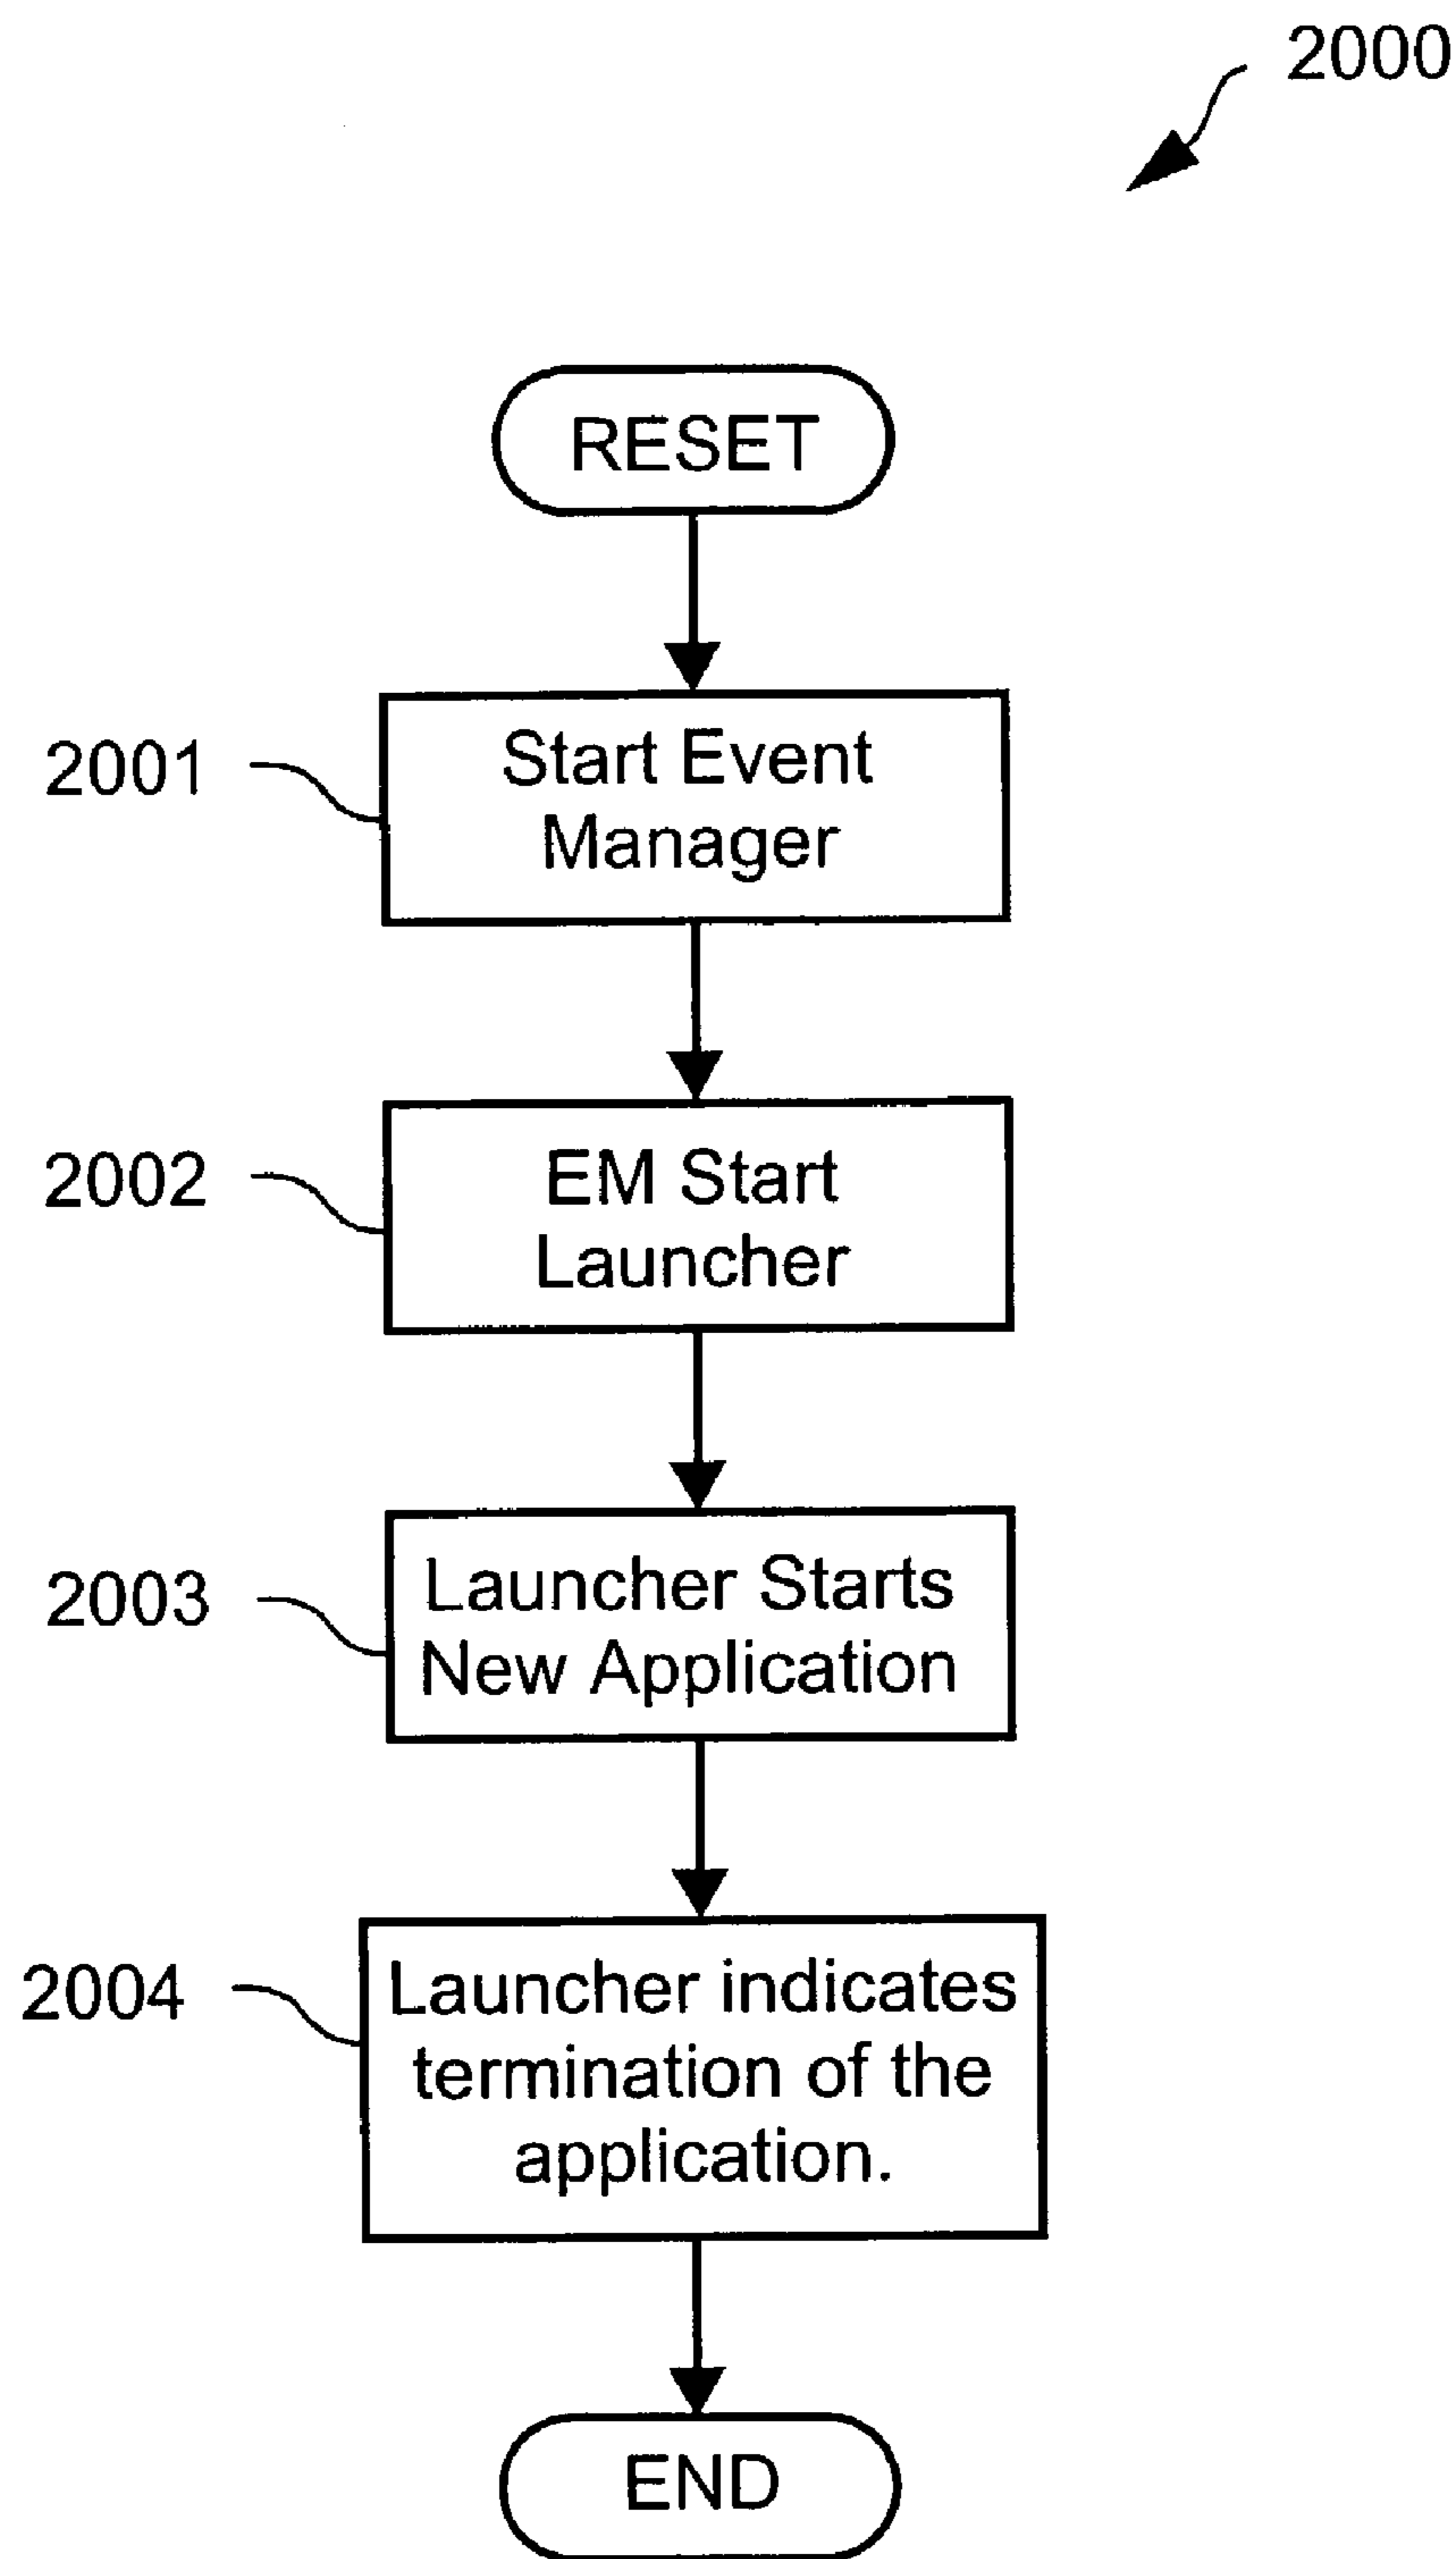 2000
RESET
2001
Start Event
Manager
2002
EM Start
Launcher
2003
Launcher Starts
New Application
2004
Launcher indicates
termination of the
application.
END